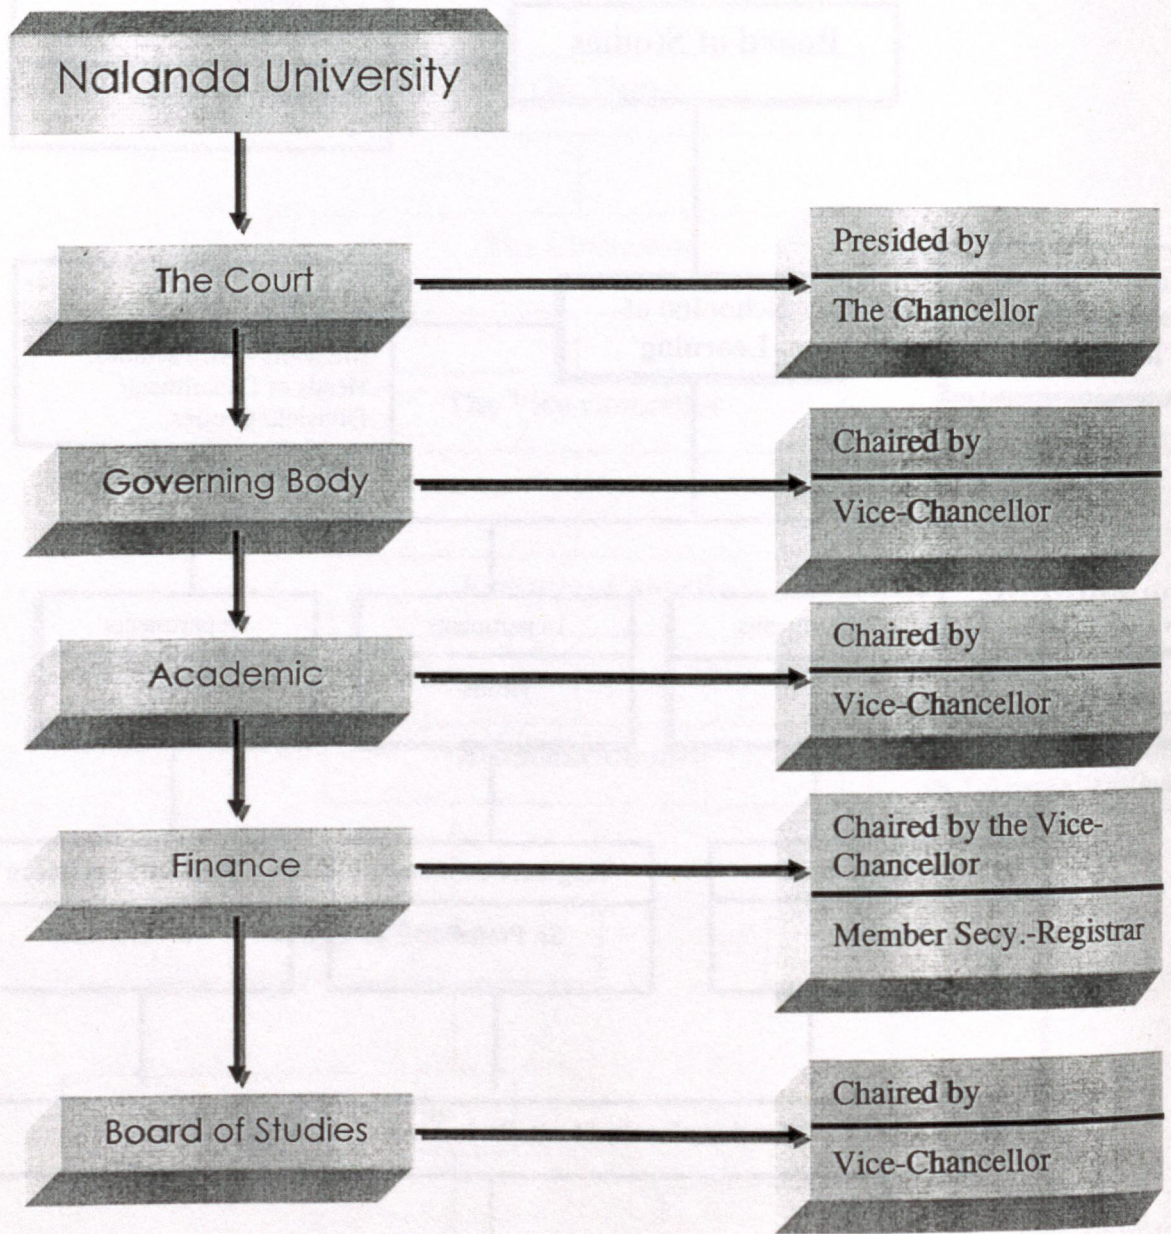 Nalanda University
The Court
Presided by
The Chancellor
Governing Body
Chaired by
Vice-Chancellor
Academic
Chaired by
Vice-Chancellor
Finance
Chaired by the Vice-
Chancellor
Member Secy.-Registrar
Board of Studies
Chaired by
Vice-Chancellor